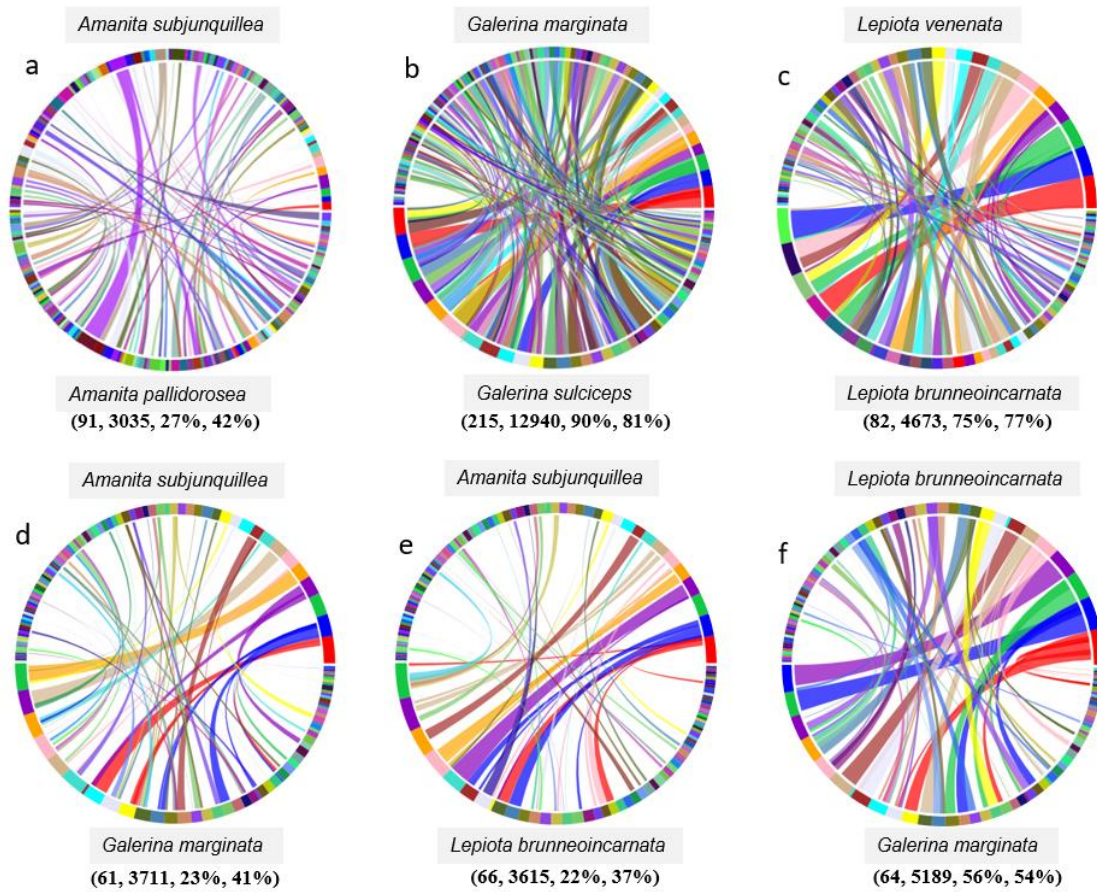 Amanita subjunquillea
Galerina marginata
Lepiota venenata
a
b
c
Amanita pallidorosea
Galerina sulciceps
Lepiota brunneoincarnata
(91, 3035, 27%, 42%)
(215, 12940, 90%, 81%)
(82, 4673, 75%, 77%)
Amanita subjunquillea
Amanita subjunquillea
Lepiota brunneoincarnata
d
e
f
Galerina marginata
Lepiota brunneoincarnata
Galerina marginata
(61, 3711, 23%, 41%)
(66, 3615, 22%, 37%)
(64, 5189, 56%, 54%)